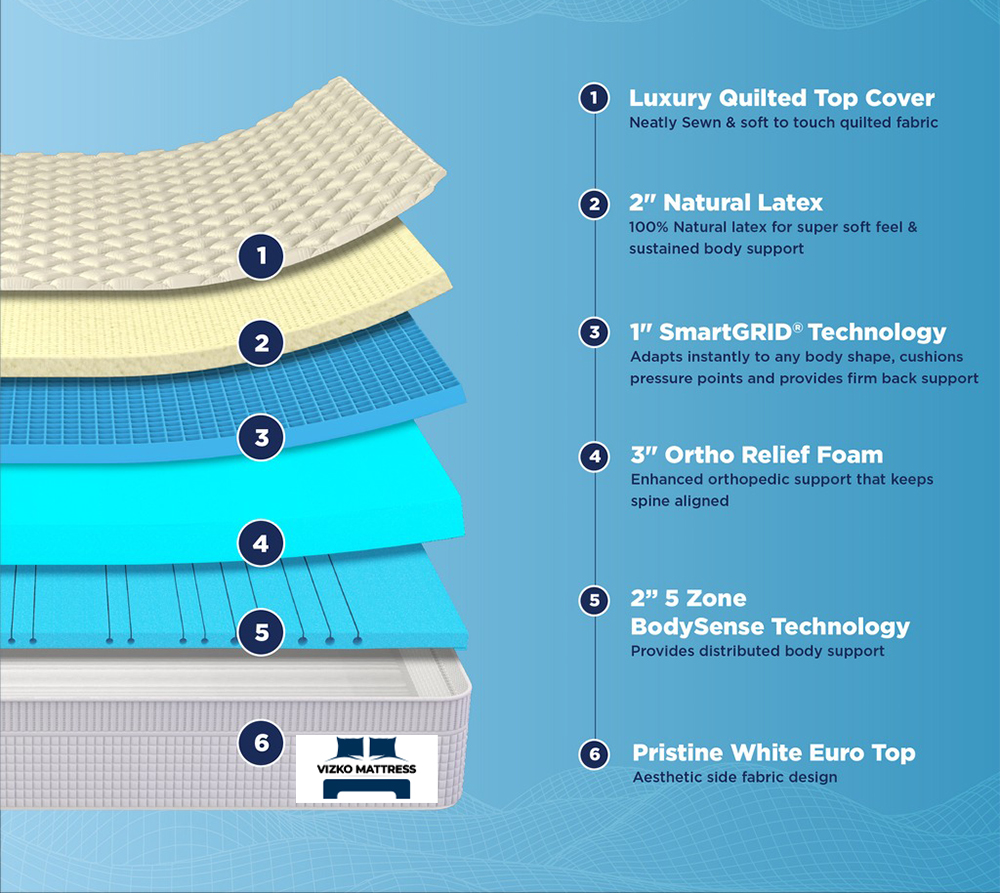 1 Luxury Quilted Top Cover
Neatly Sewn & soft to touch quilted fabric
2 2" Natural Latex
100% Natural latex for super soft feel &
sustained body support
3 1" SmartGRID® Technology
Adapts instantly to any body shape, cushions
pressure points and provides firm back support
4 3" Ortho Relief Foam
Enhanced orthopedic support that keeps
spine aligned
5 2” 5 Zone
BodySense Technology
Provides distributed body support
6 Pristine White Euro Top
Aesthetic side fabric design
1
2
3
4
5
6
VIZKO MATTRESS